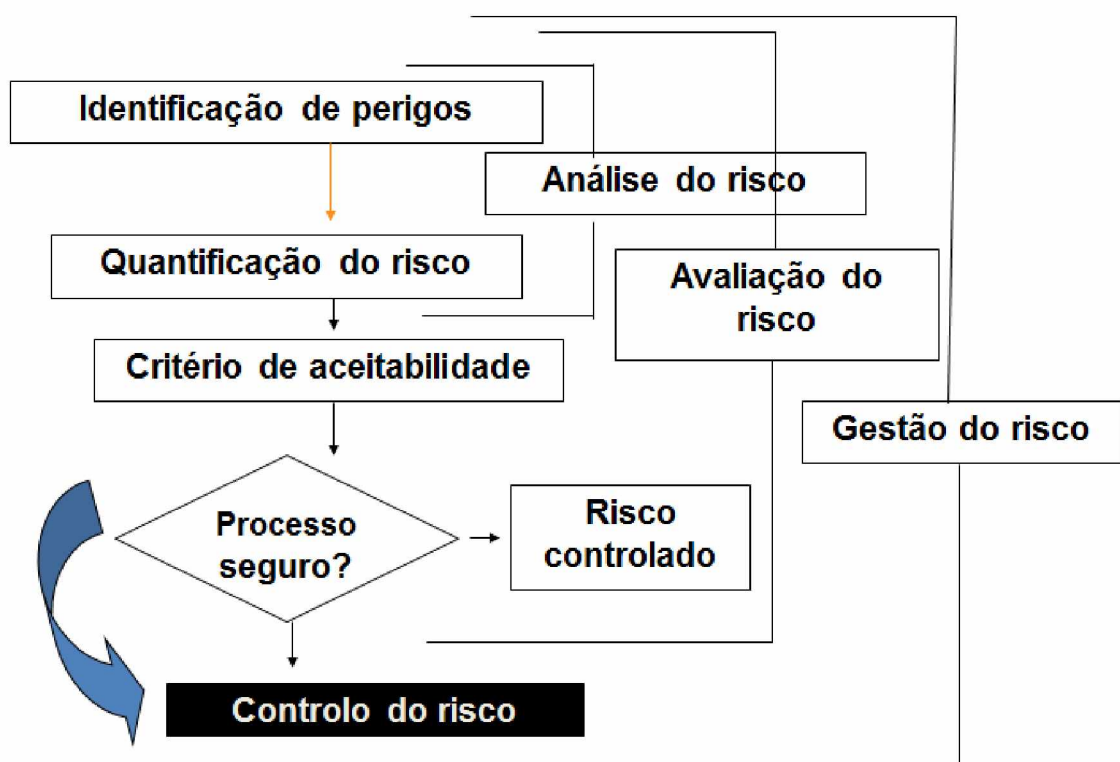 Identificação de perigos
Análise do risco
Quantificação do risco
Avaliação do
risco
Critério de aceitabilidade
Gestão do risco
Processo
seguro?
Risco
controlado
Controlo do risco